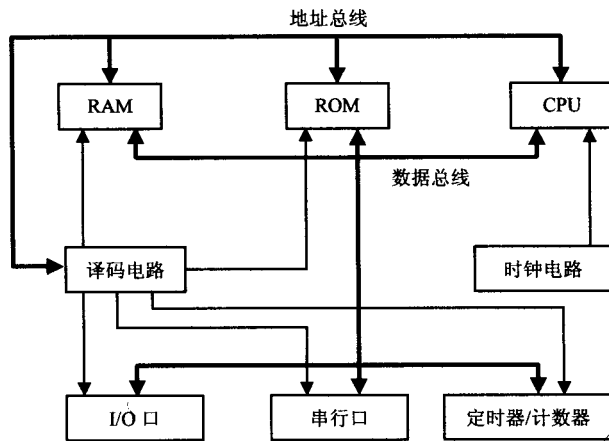 地址总线
RAM
ROM
CPU
数据总线
译码电路
时钟电路
I/O 口
串行口
定时器/计数器